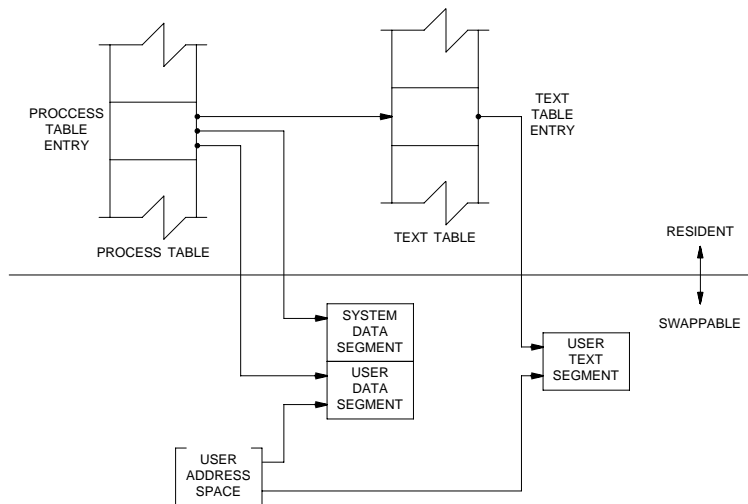 PROCCESS
TABLE
ENTRY
TEXT
TABLE
ENTRY
PROCESS TABLE
TEXT TABLE
RESIDENT
SWAPPABLE
SYSTEM
DATA
SEGMENT
USER
DATA
SEGMENT
USER
TEXT
SEGMENT
USER
ADDRESS
SPACE